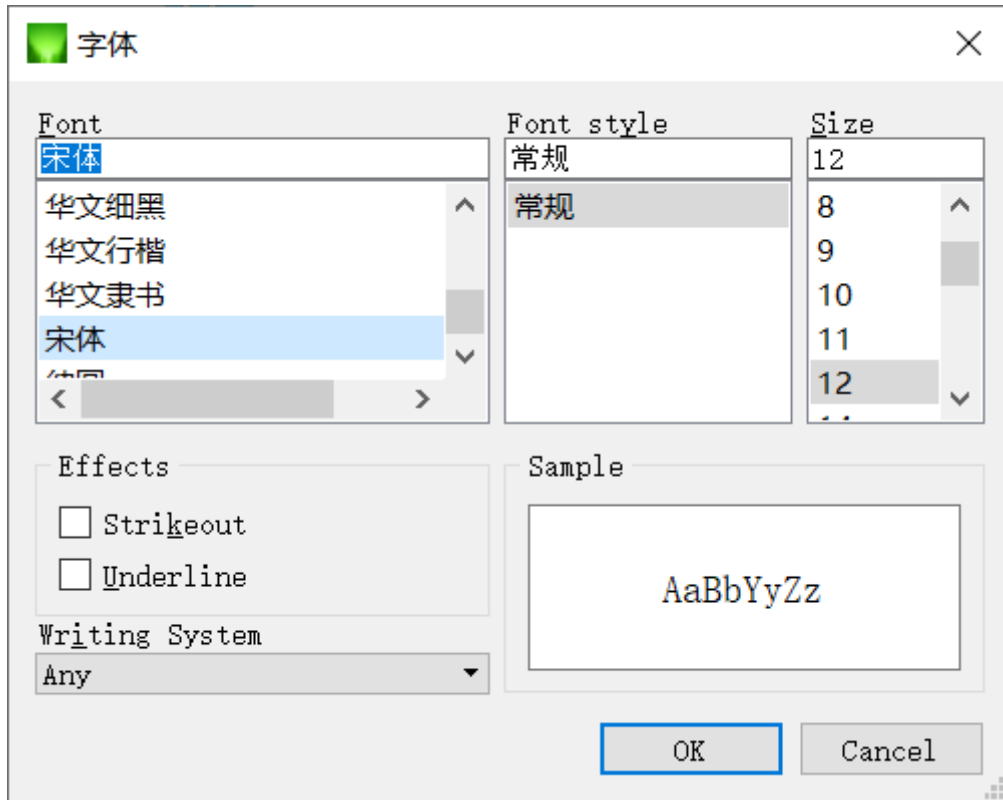 字体
Font
宋体
华文细黑
华文行楷
华文隶书
宋体
Font style
常规
常规
Size
12
8
9
10
11
12
Effects
Strikeout
Underline
Writing System
Any
Sample
AaBbYyZz
OK
Cancel